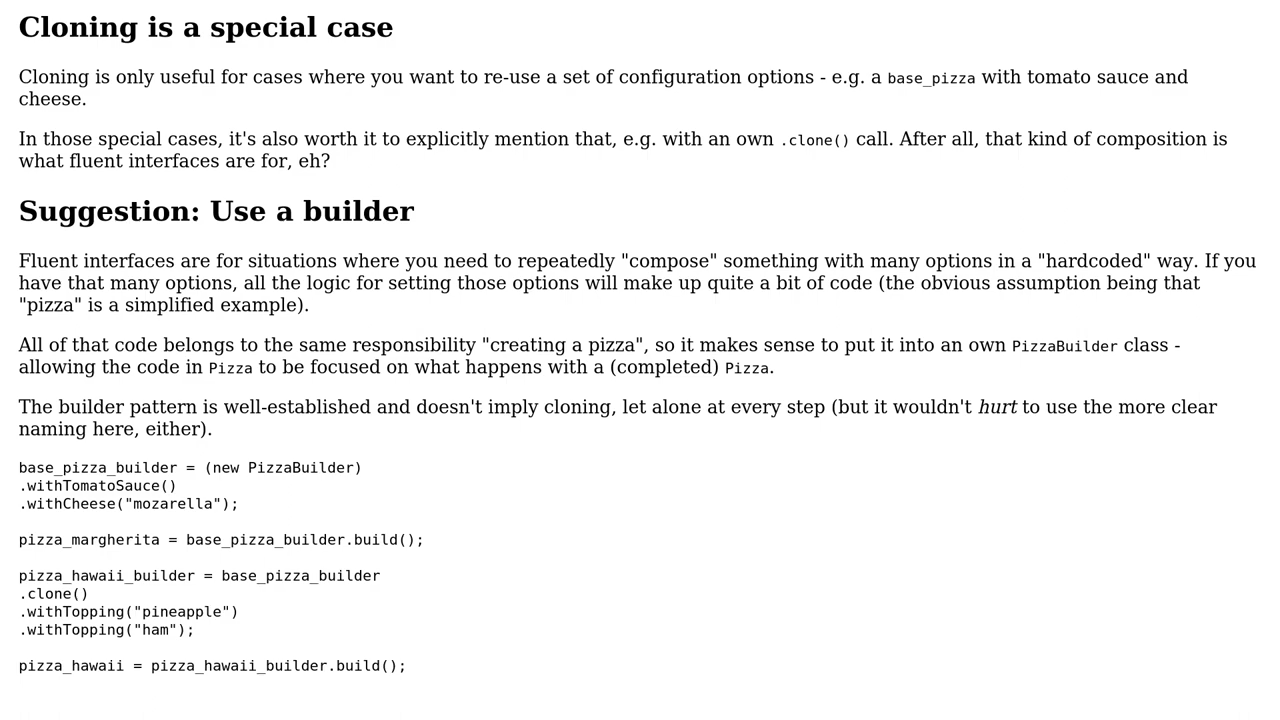 Cloning is a special case
Cloning is only useful for cases where you want to re-use a set of configuration options - e.g. a base_pizza with tomato sauce and
cheese.
In those special cases, it's also worth it to explicitly mention that, e.g. with an own .clone() call. After all, that kind of composition is
what fluent interfaces are for, eh?
Suggestion: Use a builder
Fluent interfaces are for situations where you need to repeatedly "compose" something with many options in a "hardcoded" way. If you
have that many options, all the logic for setting those options will make up quite a bit of code (the obvious assumption being that
"pizza" is a simplified example).
All of that code belongs to the same responsibility "creating a pizza", so it makes sense to put it into an own PizzaBuilder class -
allowing the code in Pizza to be focused on what happens with a (completed) Pizza.
The builder pattern is well-established and doesn't imply cloning, let alone at every step (but it wouldn't hurt to use the more clear
naming here, either).
base_pizza_builder = (new PizzaBuilder)
.withTomatoSauce()
.withCheese("mozarella");
pizza_margherita = base_pizza_builder.build();
pizza_hawaii_builder = base_pizza_builder
.clone()
.withTopping("pineapple")
.withTopping("ham");
pizza_hawaii = pizza_hawaii_builder.build();